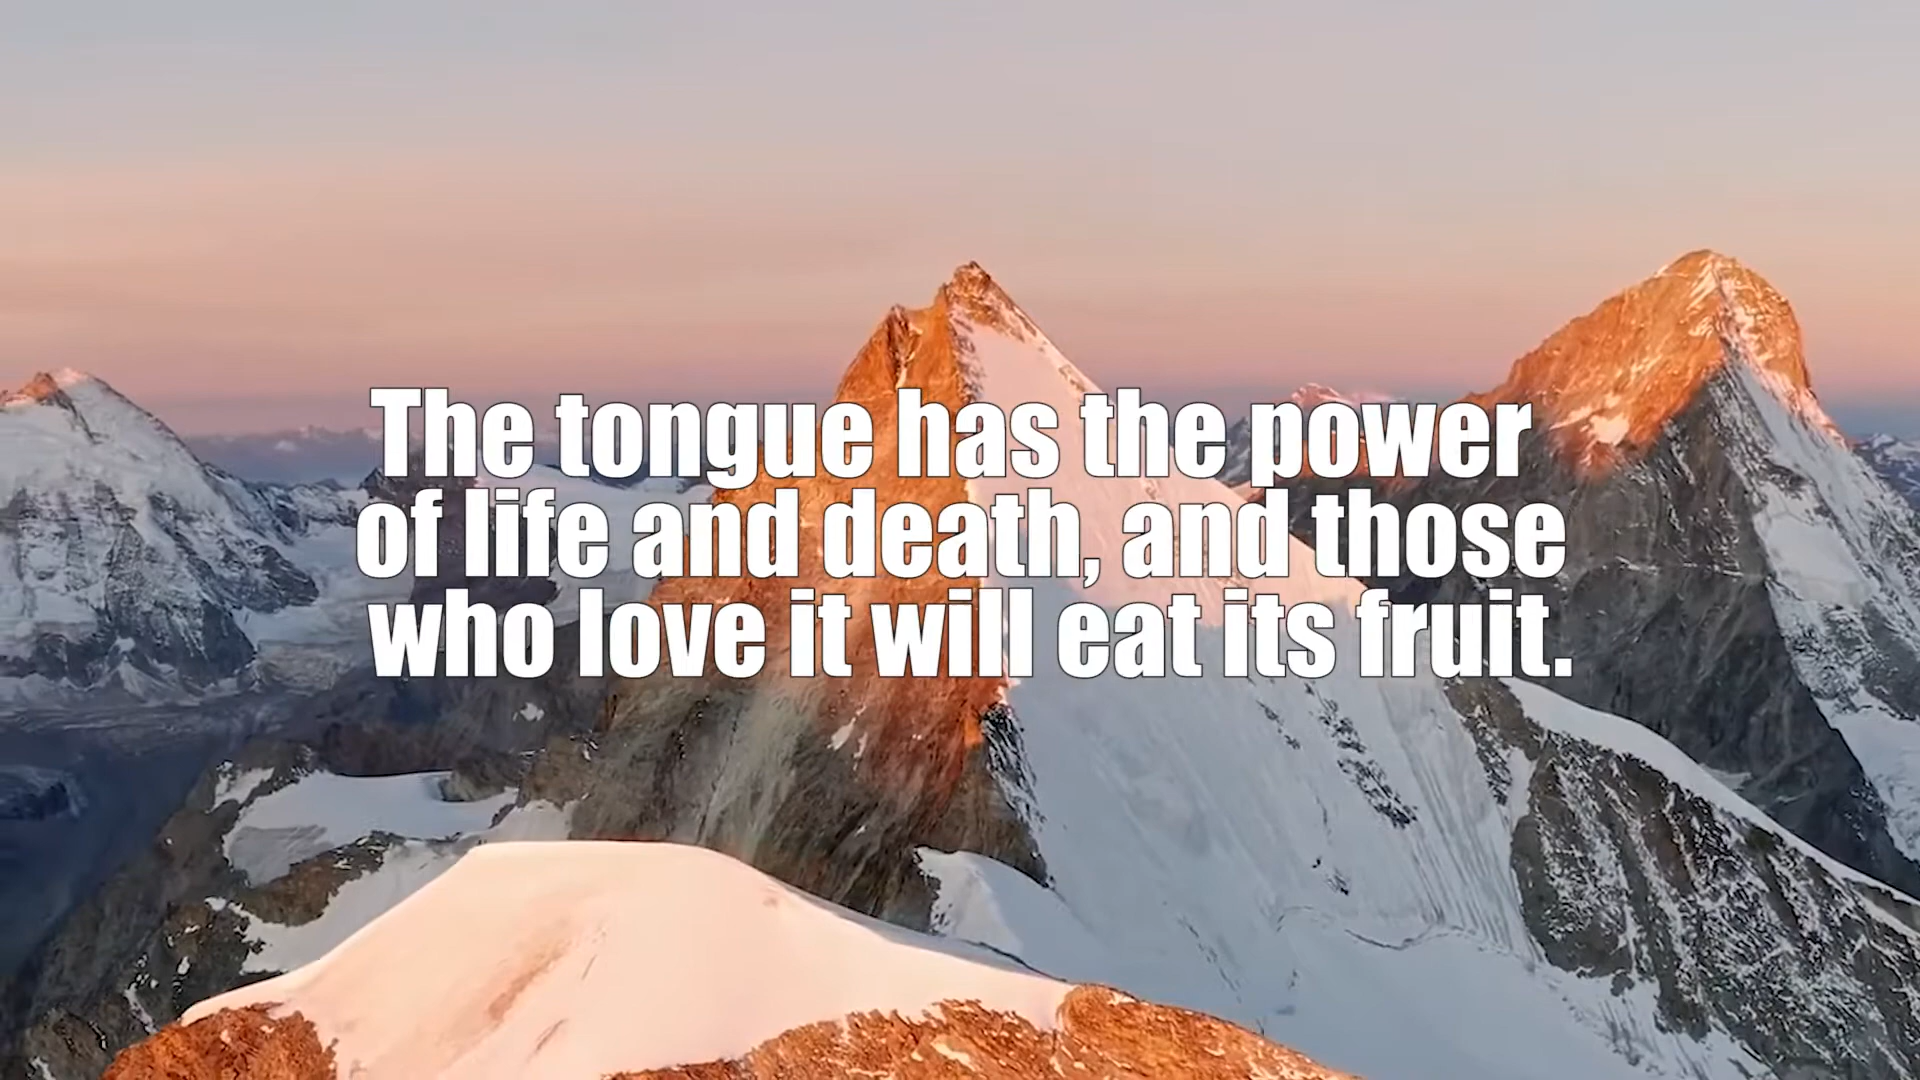 The tongue has the power
of life and death, and those
who love it will eat its fruit.